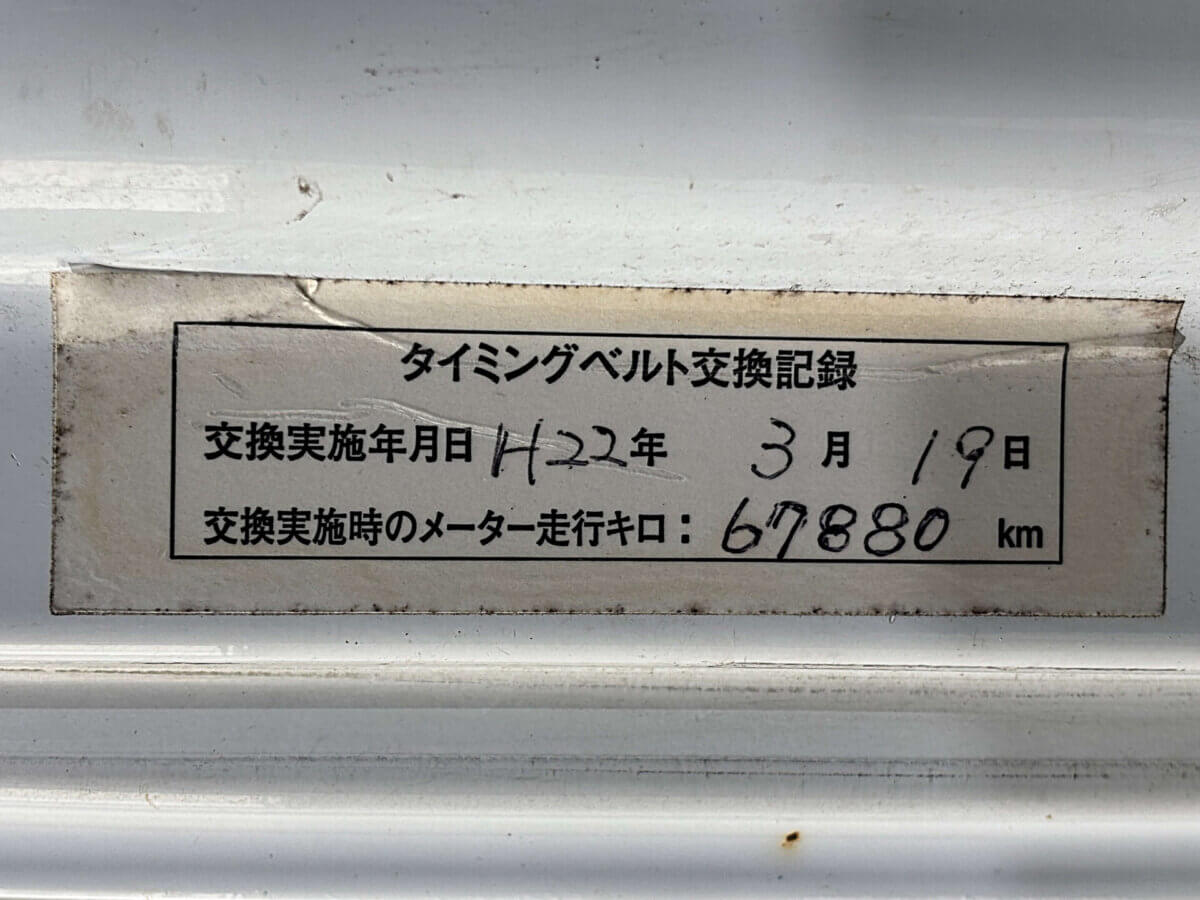 タイミングベルト交換記録
交換実施年月日 H22年 3月 19日
交換実施時のメーター走行キロ： 67880 km